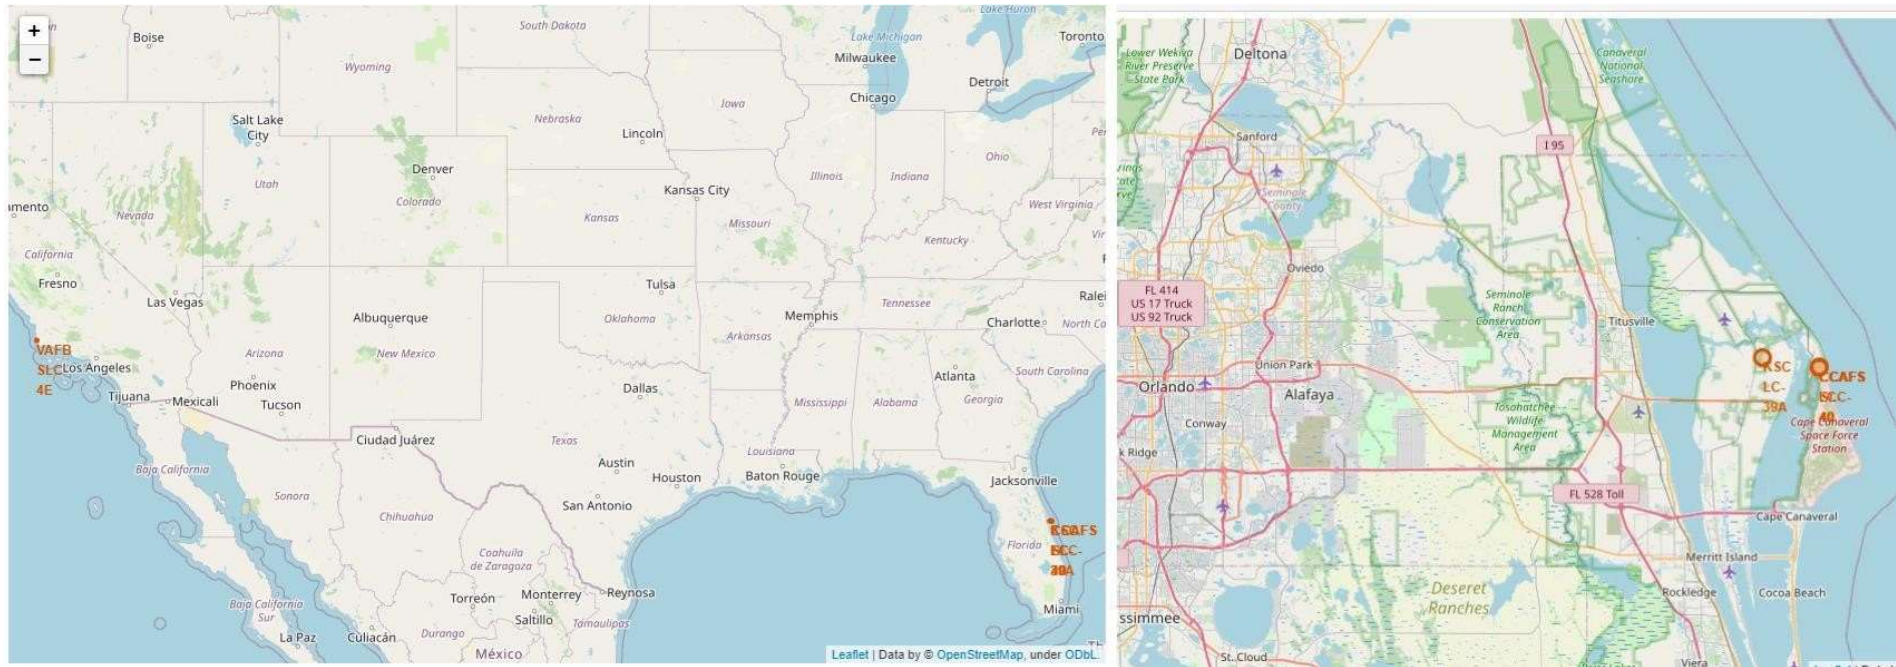 +
−
Boise
South Dakota
Lake Huron
Toronto
Lake Michigan
Milwaukee
Wyoming
Detroit
Chicago
Iowa
Salt Lake
City
Nebraska
Lincoln
Ohio
Denver
Utah
Illinois
Indiana
Kansas City
Colorado
amento
Nevada
Kansas
Missouri
West Virginia
Kentucky
California
Fresno
Las Vegas
Tulsa
Albuquerque
Memphis
Tennessee
Ralei
Oklahoma
Charlotte
North Ca
Arkansas
VAFB
SLC-
4E
Los Angeles
Arizona
New Mexico
Phoenix
Tucson
Dallas
Atlanta
South Carolina
Tijuana
Mexicali
Mississippi
Alabama
Georgia
Ciudad Juárez
Texas
Louisiana
Baja California
Austin
Houston
Baton Rouge
Jacksonville
Sonora
San Antonio
Chihuahua
CCAFS
Florida
Coahuila
de Zaragoza
Baja California
Sur
Torreón
Monterrey
Reynosa
Saltillo
Tamaulipas
Miami
La Paz
Culiacán
Durango
México
Leaflet | Data by © OpenStreetMap, under ODbL.
Lower Wekiva
River Preserve
State Park
Deltona
Canaveral
National
Seashore
Sanford
I 95
Seminole
County
Oviedo
FL 414
US 17 Truck
US 92 Truck
Seminole
Ranch
Conservation
Area
Titusville
Union Park
Orlando
Alafaya
KSC
LC-
39A
CCAFS
Conway
Tosohatchee
Wildlife
Management
Area
Cape Canaveral
Space Force
Station
k Ridge
FL 528 Toll
Cape Canaveral
Merritt Island
Deseret
Ranches
Rockledge
Cocoa Beach
ssimmee
St. Cloud
Viera